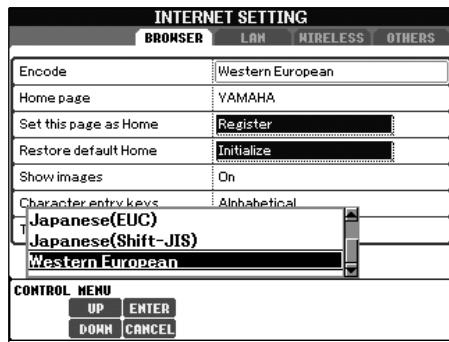 INTERNET SETTING
BROWSER LAN WIRELESS OTHERS
Encode Western European
Home page YAMAHA
Set this page as Home Register
Restore default Home Initialize
Show images On
Character entry keys Alphabetical
Japanese(EUC)
Japanese(Shift-JIS)
Western European
CONTROL MENU
UP ENTER
DOWN CANCEL